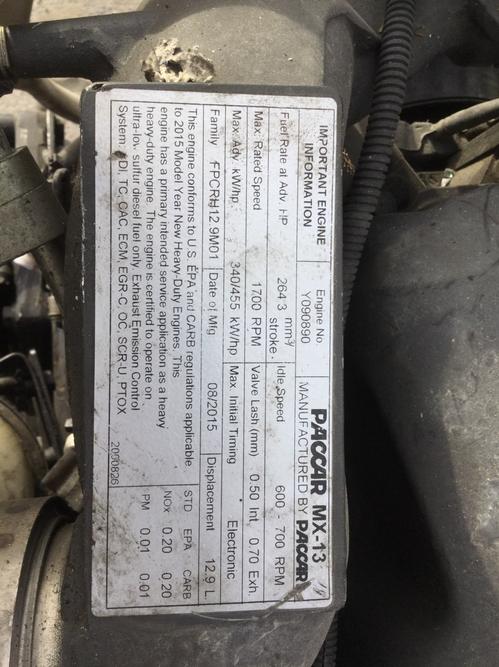 IMPORTANT ENGINE
INFORMATION
Engine No.
Y090890
PACCAR MX-13
MANUFACTURED BY PACCAR
Fuel Rate at Adv. HP 264.3 mm³/ stroke. Idle Speed 600 - 700 RPM
Max. Rated Speed 1700 RPM Valve Lash (mm) 0.50 Int. 0.70 Exh.
Max. Adv. kW/hp: 340/455 kW/hp Max. Initial Timing Electronic
Family FPCRH12.9M01 Date of Mfg 08/2015 Displacement 12.9 L.
This engine conforms to U.S. EPA and CARB regulations applicable
to 2015 Model Year New Heavy-Duty Engines. This
engine has a primary intended service application as a heavy
heavy-duty engine. The engine is certified to operate on
ultra-low sulfur diesel fuel only. Exhaust Emission Control
System: DDI, TC, CAC, ECM, EGR-C, OC, SCR-U, PTOX
STD EPA CARB
NOx 0.20 0.20
PM 0.01 0.01
2090826